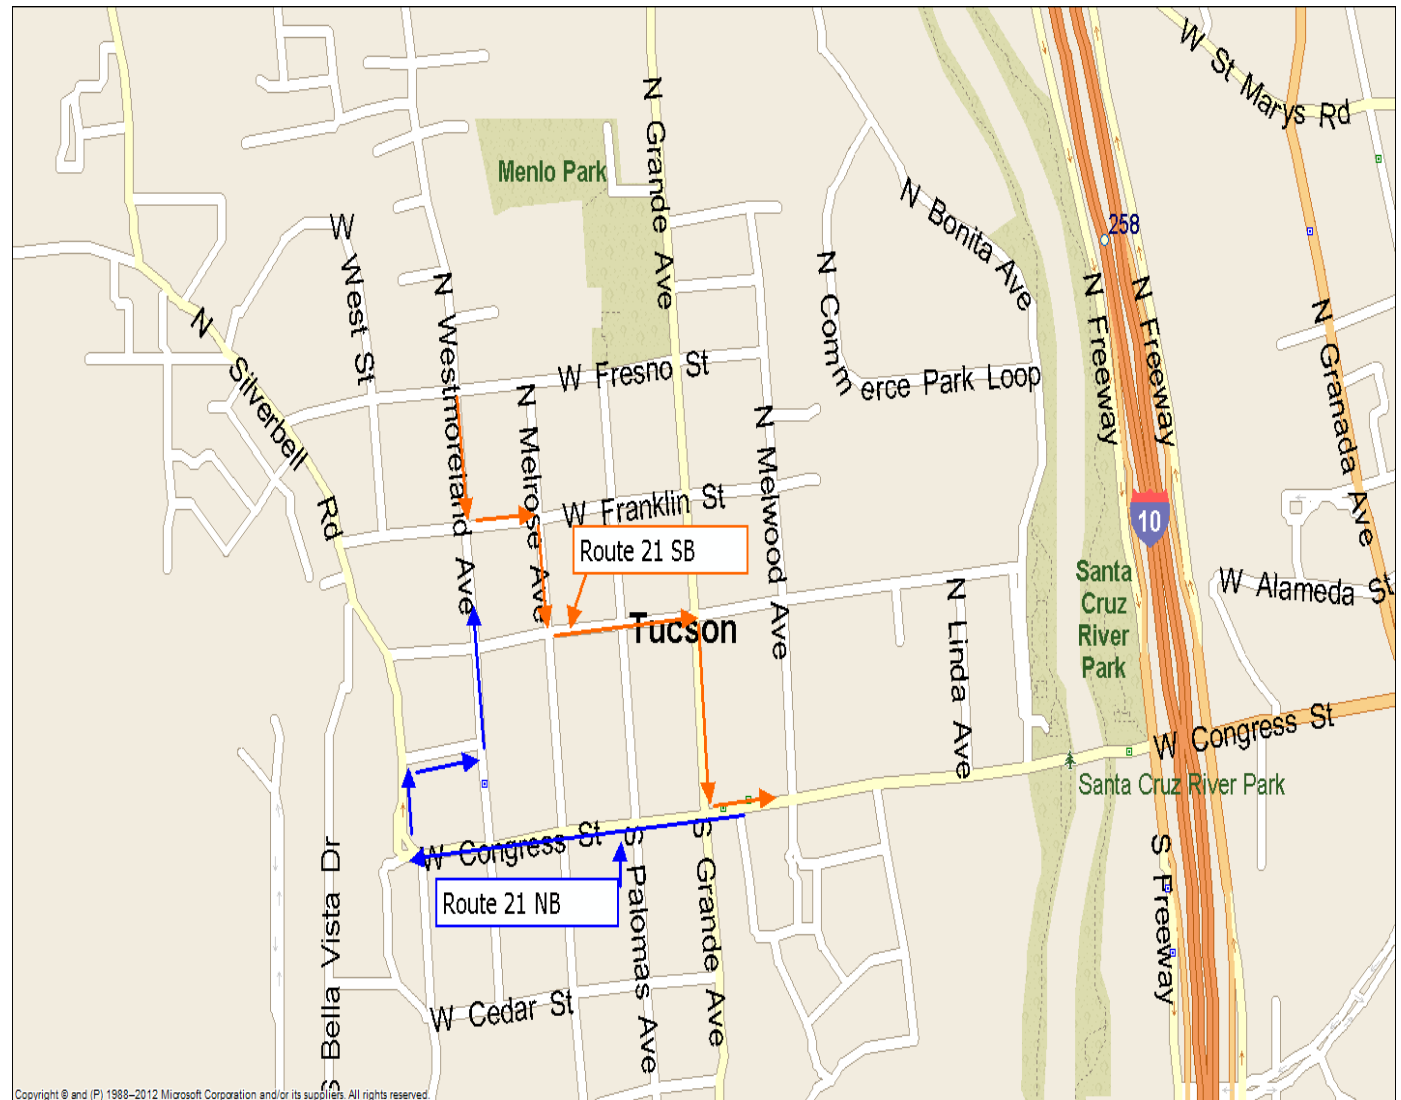 W St Marys Rd
N Grande Ave
Menlo Park
N Bonita Ave
W West St
258
N Westmoreland Ave
N Comm
erce Park Loop
N Freeway
N Freeway
N Granada Ave
N Silverbell Rd
W Fresno St
N Melrose Ave
N Melwood Ave
W Franklin St
10
Route 21 SB
Santa
Cruz
River
Park
W Alameda St
N Linda Ave
Tucson
W Congress St
Santa Cruz River Park
W Congress St
S Bella Vista Dr
Route 21 NB
S Palomas Ave
S Grande Ave
S Freeway
W Cedar St
Copyright © and (P) 1988–2012 Microsoft Corporation and/or its suppliers. All rights reserved.